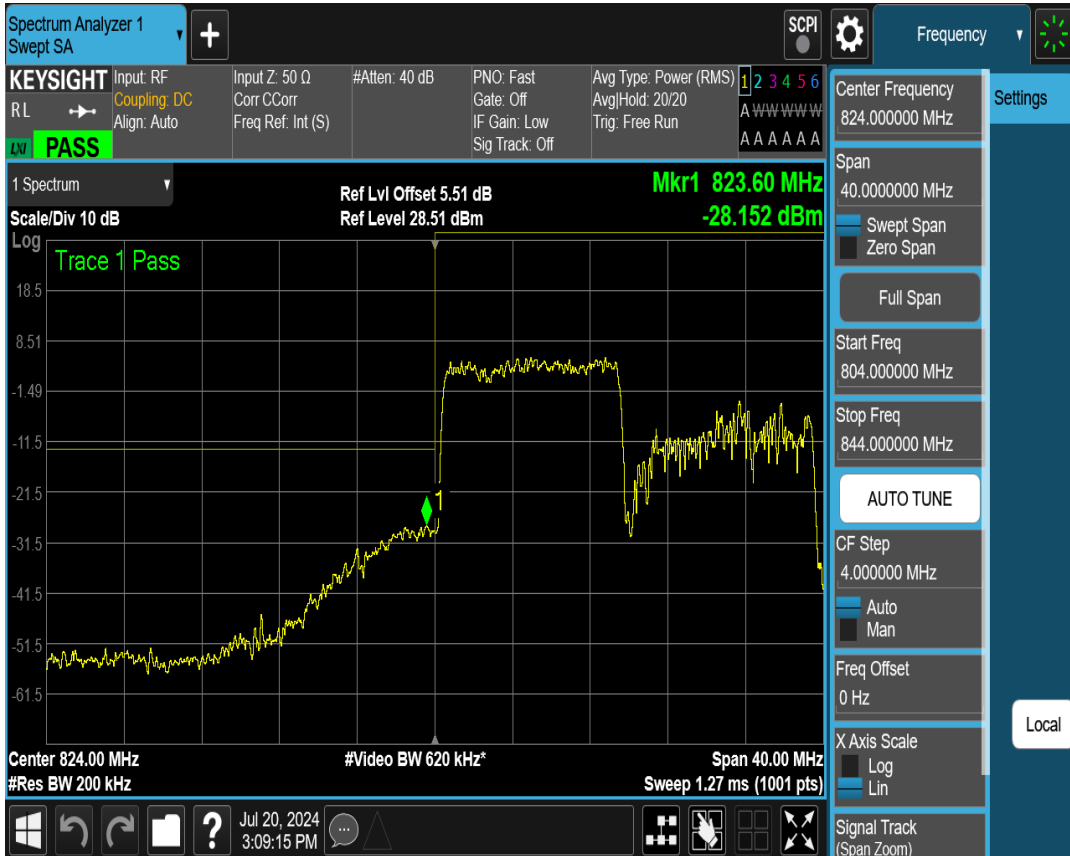 Spectrum Analyzer 1
Swept SA
+
SCPI
Frequency
KEYSIGHT
RL
LXI
PASS
Input: RF
Coupling: DC
Align: Auto
Input Z: 50 Ω
Corr CCorr
Freq Ref: Int (S)
#Atten: 40 dB
PNO: Fast
Gate: Off
IF Gain: Low
Sig Track: Off
Avg Type: Power (RMS)
Avg|Hold: 20/20
Trig: Free Run
1 2 3 4 5 6
A W W W W W
A A A A A A
1 Spectrum
Scale/Div 10 dB
Ref Lvl Offset 5.51 dB
Ref Level 28.51 dBm
Mkr1 823.60 MHz
-28.152 dBm
Log
Trace 1 Pass
18.5
8.51
-1.49
-11.5
-21.5
-31.5
-41.5
-51.5
-61.5
1
Center 824.00 MHz
#Res BW 200 kHz
#Video BW 620 kHz*
Span 40.00 MHz
Sweep 1.27 ms (1001 pts)
?
Jul 20, 2024
3:09:15 PM
...
Center Frequency
824.000000 MHz
Span
40.0000000 MHz
Swept Span
Zero Span
Full Span
Start Freq
804.000000 MHz
Stop Freq
844.000000 MHz
AUTO TUNE
CF Step
4.000000 MHz
Auto
Man
Freq Offset
0 Hz
X Axis Scale
Log
Lin
Signal Track
(Span Zoom)
Settings
Local